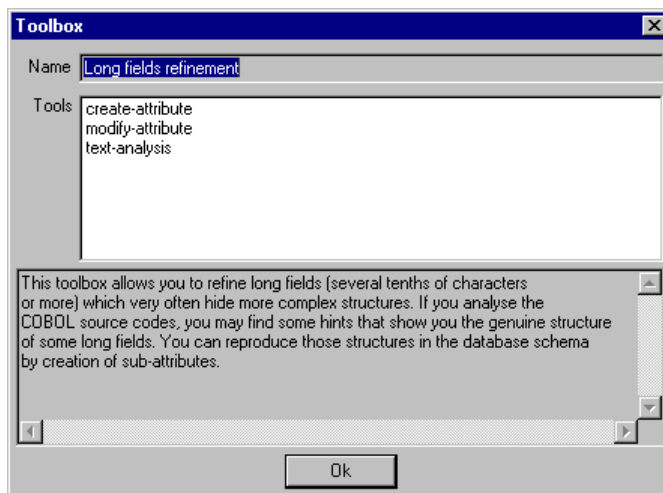 Toolbox
Name Long fields refinement
Tools create-attribute
modify-attribute
text-analysis
This toolbox allows you to refine long fields (several tenths of characters
or more) which very often hide more complex structures. If you analyse the
COBOL source codes, you may find some hints that show you the genuine structure
of some long fields. You can reproduce those structures in the database schema
by creation of sub-attributes.
Ok